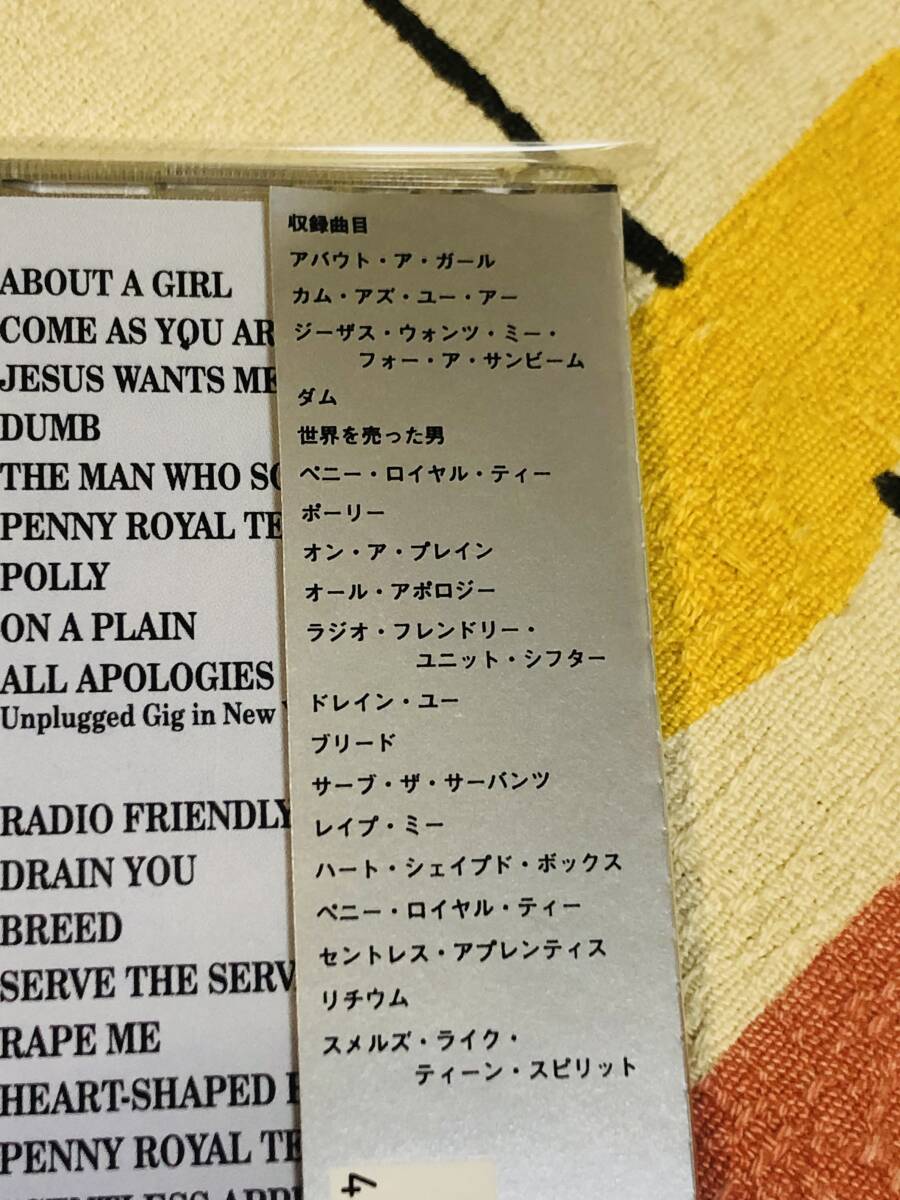 ABOUT A GIRL
COME AS YOU AR
JESUS WANTS ME
DUMB
THE MAN WHO SO
PENNY ROYAL TE
POLLY
ON A PLAIN
ALL APOLOGIES
Unplugged Gig in New
RADIO FRIENDLY
DRAIN YOU
BREED
SERVE THE SERV
RAPE ME
HEART-SHAPED
PENNY ROYAL TE
収録曲目
アバウト・ア・ガール
カム・アズ・ユー・アー
ジーザス・ウォンツ・ミー・
フォー・ア・サンビーム
ダム
世界を売った男
ペニー・ロイヤル・ティー
ポーリー
オン・ア・プレイン
オール・アポロジー
ラジオ・フレンドリー・
ユニット・シフター
ドレイン・ユー
ブリード
サーブ・ザ・サーバンツ
レイプ・ミー
ハート・シェイプド・ボックス
ペニー・ロイヤル・ティー
セントレス・アプレンティス
リチウム
スメルズ・ライク・
ティーン・スピリット
4